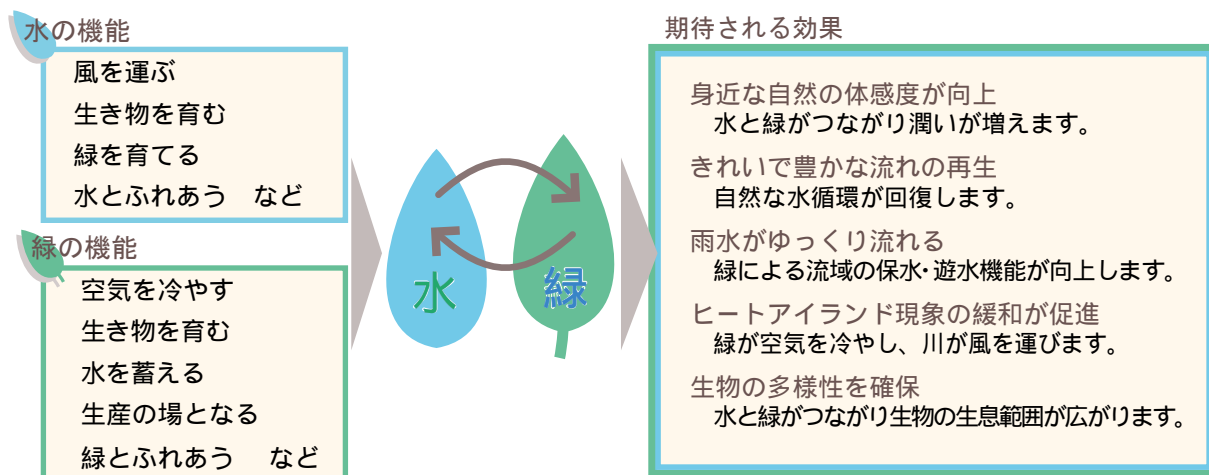 水の機能
風を運ぶ
生き物を育む
緑を育てる
水とふれあう　など
緑の機能
空気を冷やす
生き物を育む
水を蓄える
生産の場となる
緑とふれあう　など
水
緑
期待される効果
身近な自然の体感度が向上
水と緑がつながり潤いが増えます。
きれいで豊かな流れの再生
自然な水循環が回復します。
雨水がゆっくり流れる
緑による流域の保水・遊水機能が向上します。
ヒートアイランド現象の緩和が促進
緑が空気を冷やし、川が風を運びます。
生物の多様性を確保
水と緑がつながり生物の生息範囲が広がります。